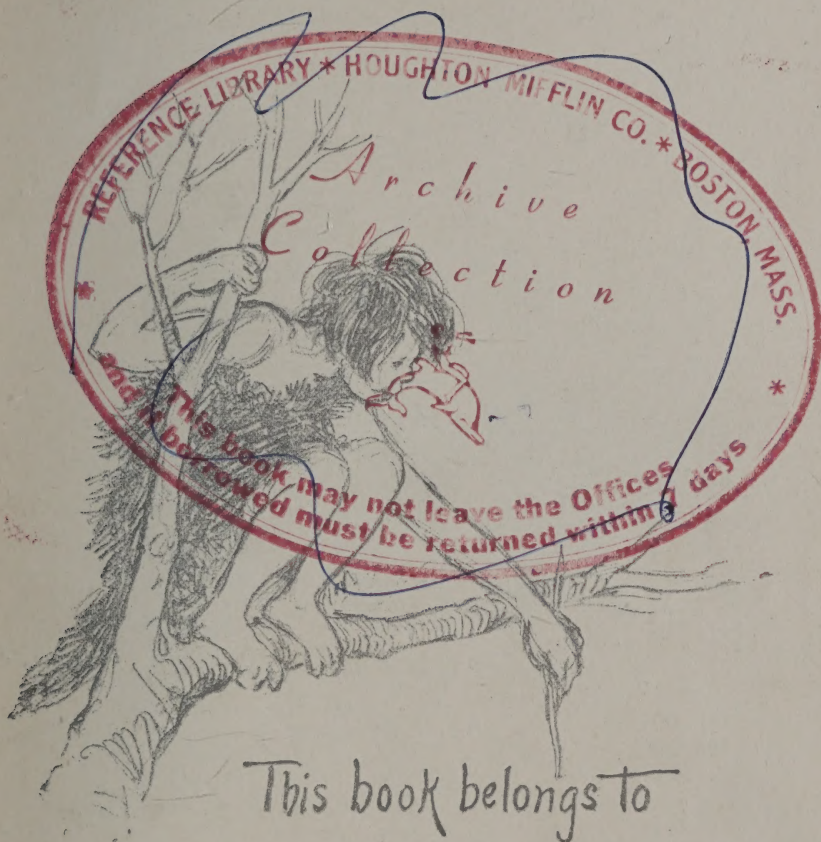 * REFERENCE LIBRARY * HOUGHTON MIFFLIN CO. * BOSTON, MASS. *
Archive
Collection
This book may not leave the Offices
and if borrowed must be returned within 7 days
This book belongs to